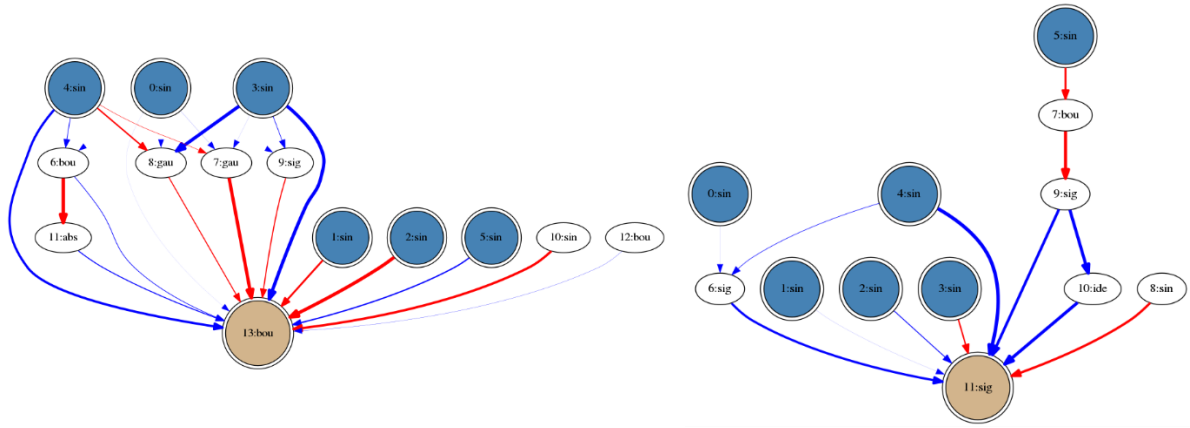 4:sin
0:sin
3:sin
6:bou
8:gau
7:gau
9:sig
11:abs
1:sin
2:sin
5:sin
10:sin
12:bou
13:bou
5:sin
7:bou
0:sin
4:sin
9:sig
6:sig
1:sin
2:sin
3:sin
10:ide
8:sin
11:sig